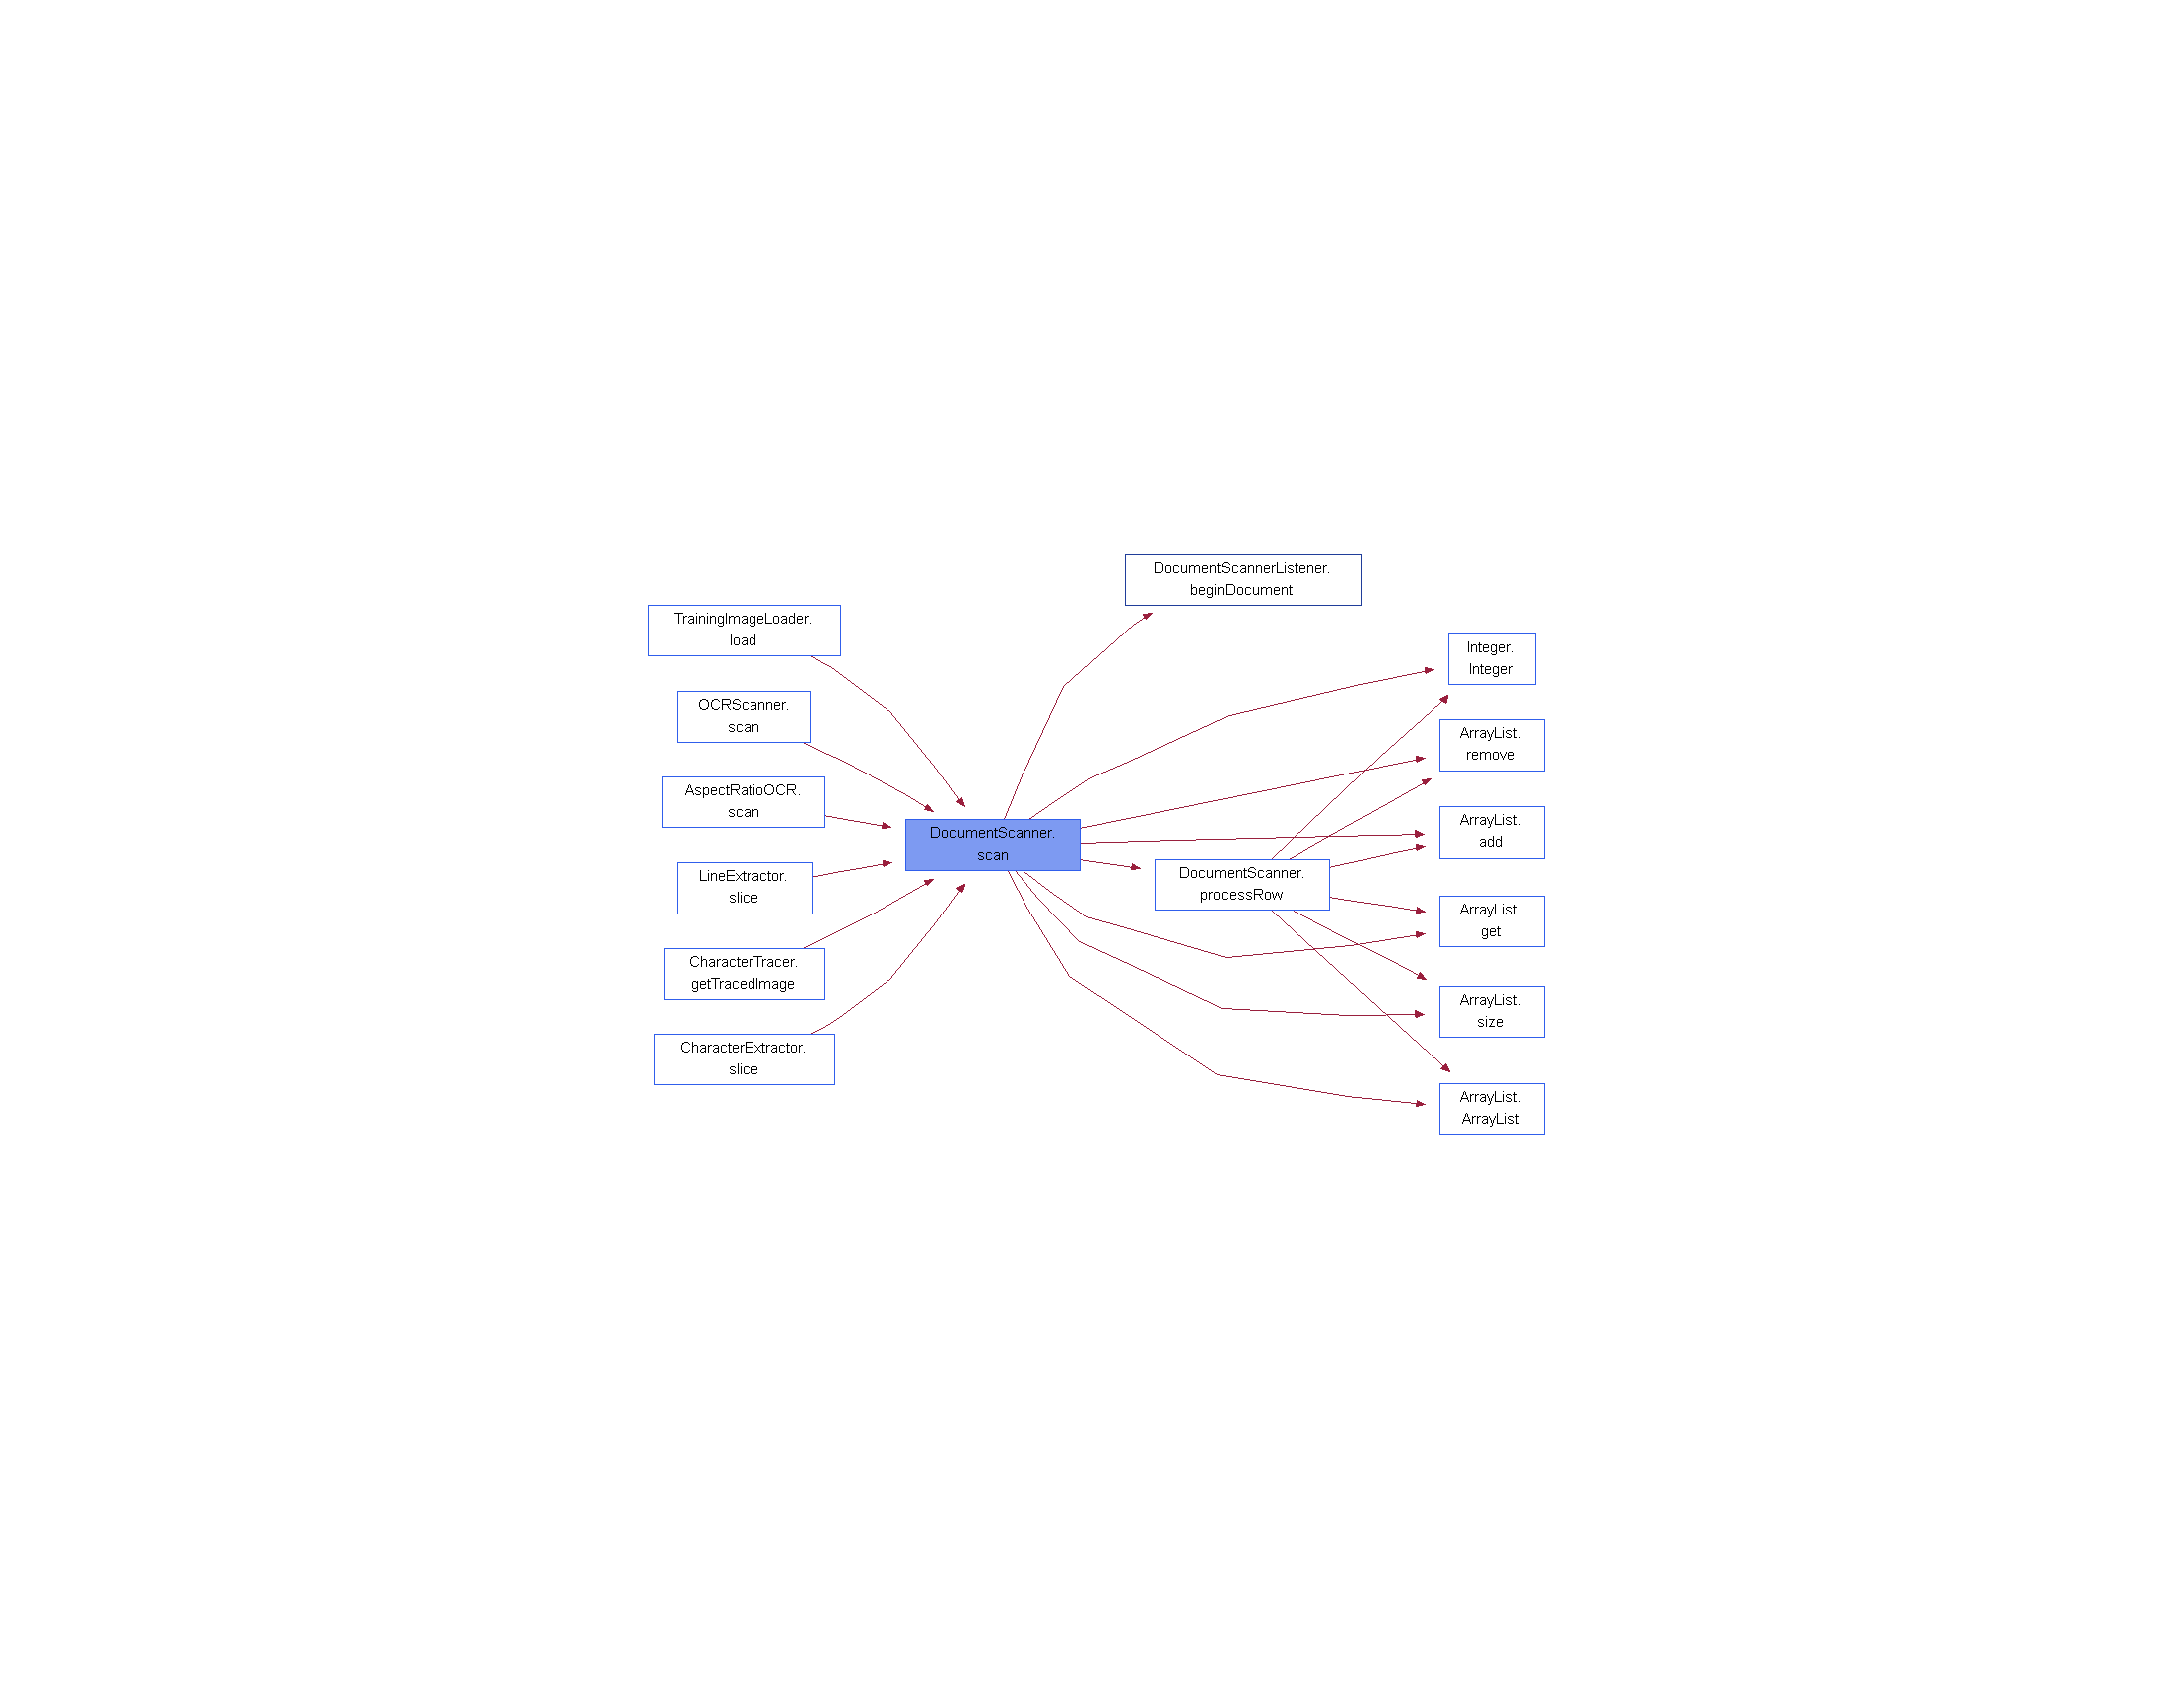 DocumentScannerListener.
beginDocument
TrainingImageLoader.
load
Integer.
Integer
OCRScanner.
scan
ArrayList.
remove
AspectRatioOCR.
scan
ArrayList.
add
DocumentScanner.
scan
LineExtractor.
slice
DocumentScanner.
processRow
ArrayList.
get
CharacterTracer.
getTracedImage
ArrayList.
size
CharacterExtractor.
slice
ArrayList.
ArrayList